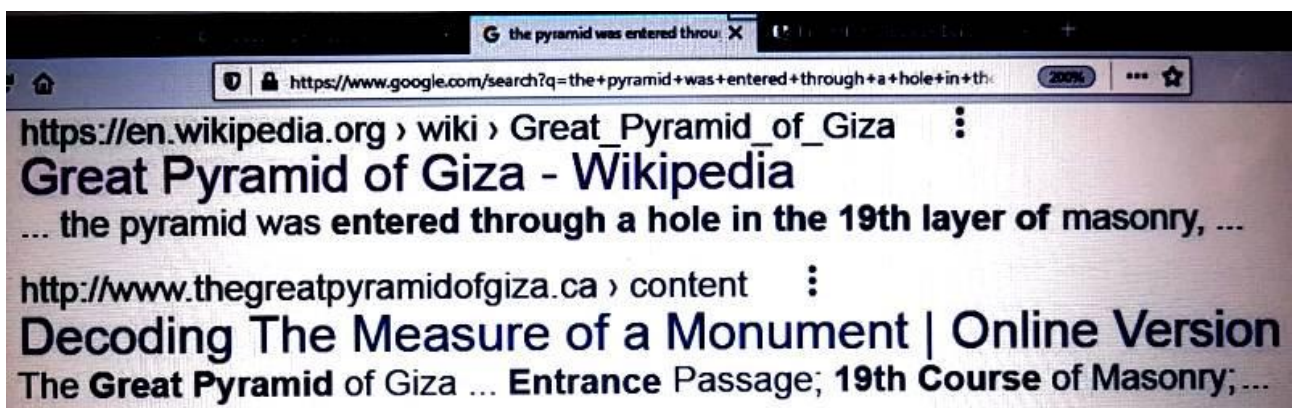 G the pyramid was entered throu X
https://www.google.com/search?q=the+pyramid+was+entered+through+a+hole+in+th 200%
https://en.wikipedia.org › wiki › Great_Pyramid_of_Giza
Great Pyramid of Giza - Wikipedia
... the pyramid was entered through a hole in the 19th layer of masonry, ...
http://www.thegreatpyramidofgiza.ca › content
Decoding The Measure of a Monument | Online Version
The Great Pyramid of Giza ... Entrance Passage; 19th Course of Masonry;...